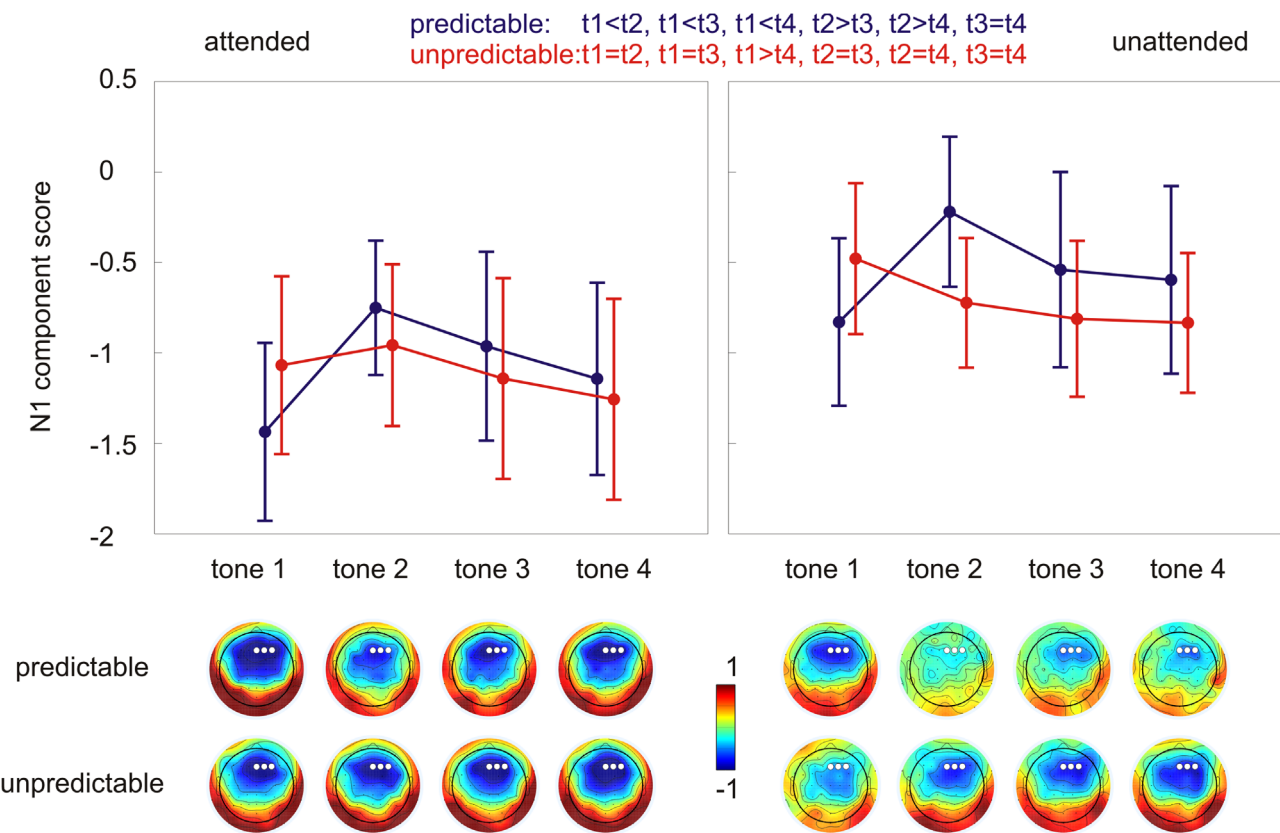 attended
predictable: t1<t2, t1<t3, t1<t4, t2>t3, t2>t4, t3=t4
unpredictable:t1=t2, t1=t3, t1>t4, t2=t3, t2=t4, t3=t4
unattended
N1 component score
0.5
0
-0.5
-1
-1.5
-2
tone 1 tone 2 tone 3 tone 4
tone 1 tone 2 tone 3 tone 4
predictable
unpredictable
1
-1